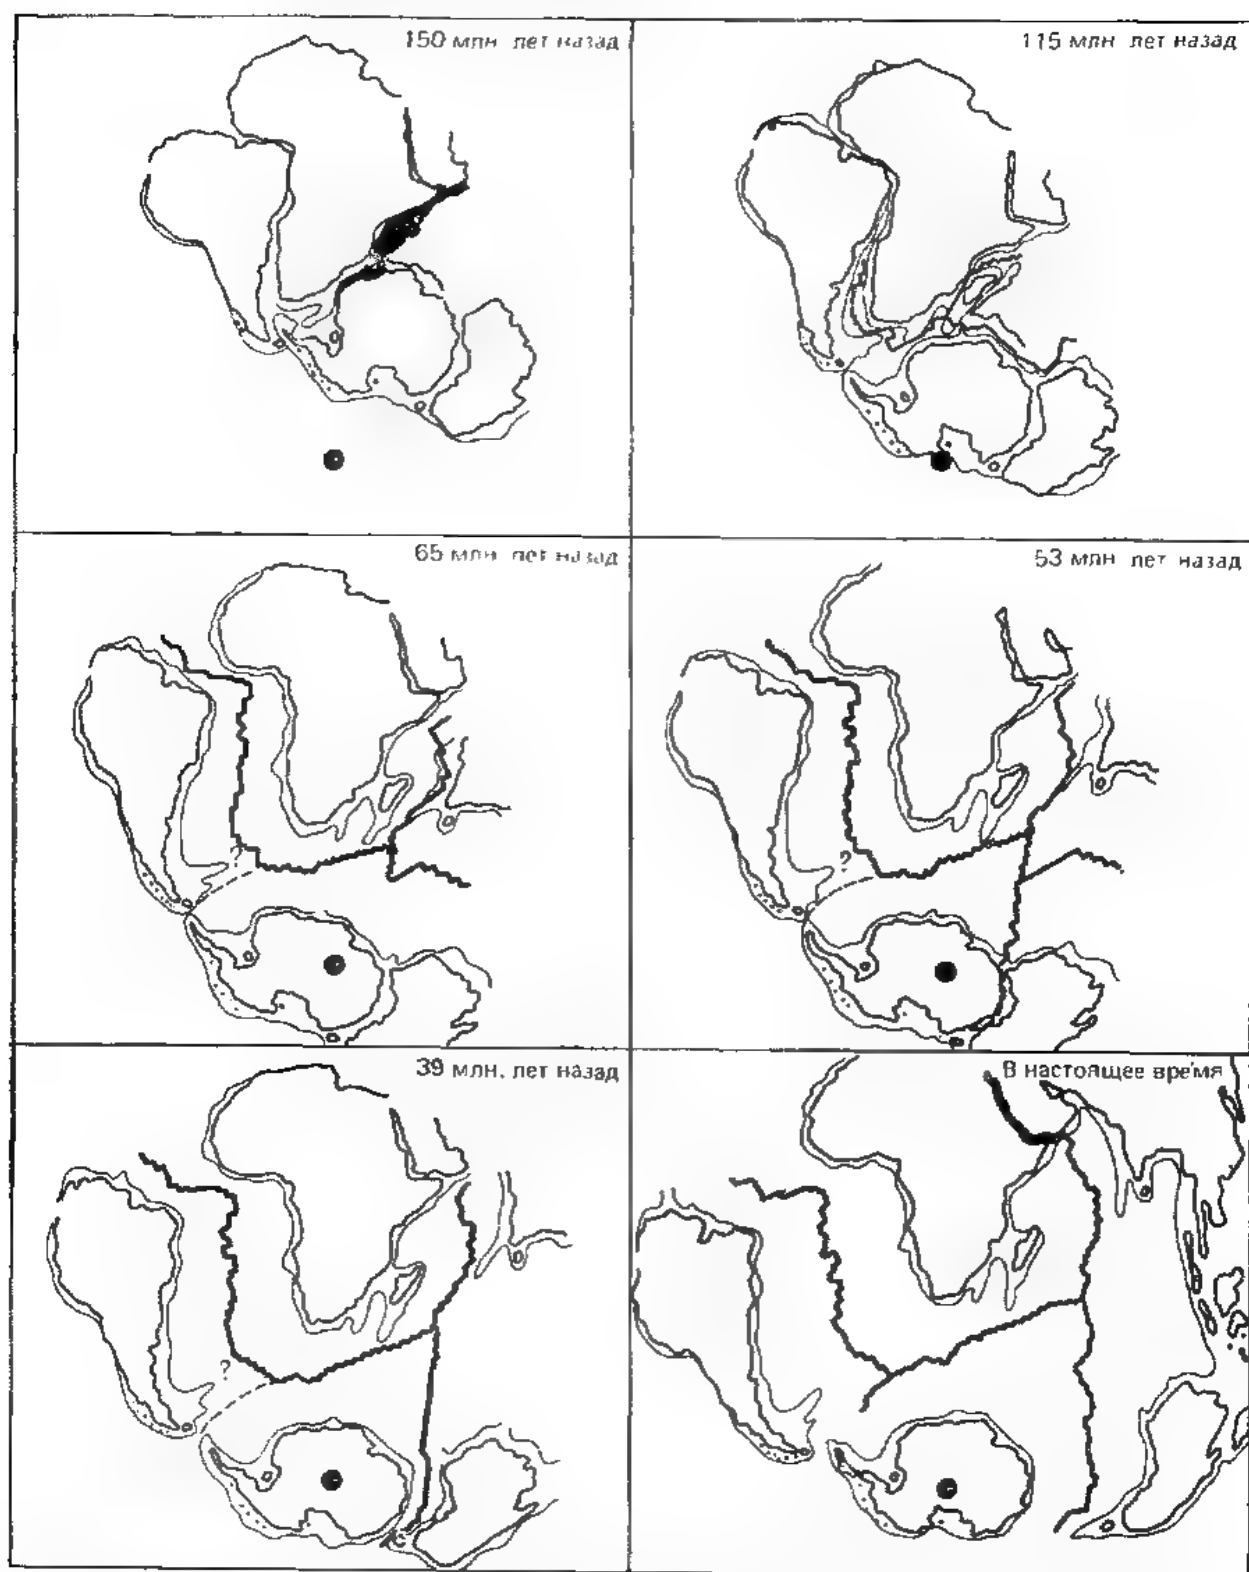 150 млн. лет назад
115 млн лет назад
65 млн. лет назад
53 млн лет назад
39 млн. лет назад
В настоящее время
?
?
?